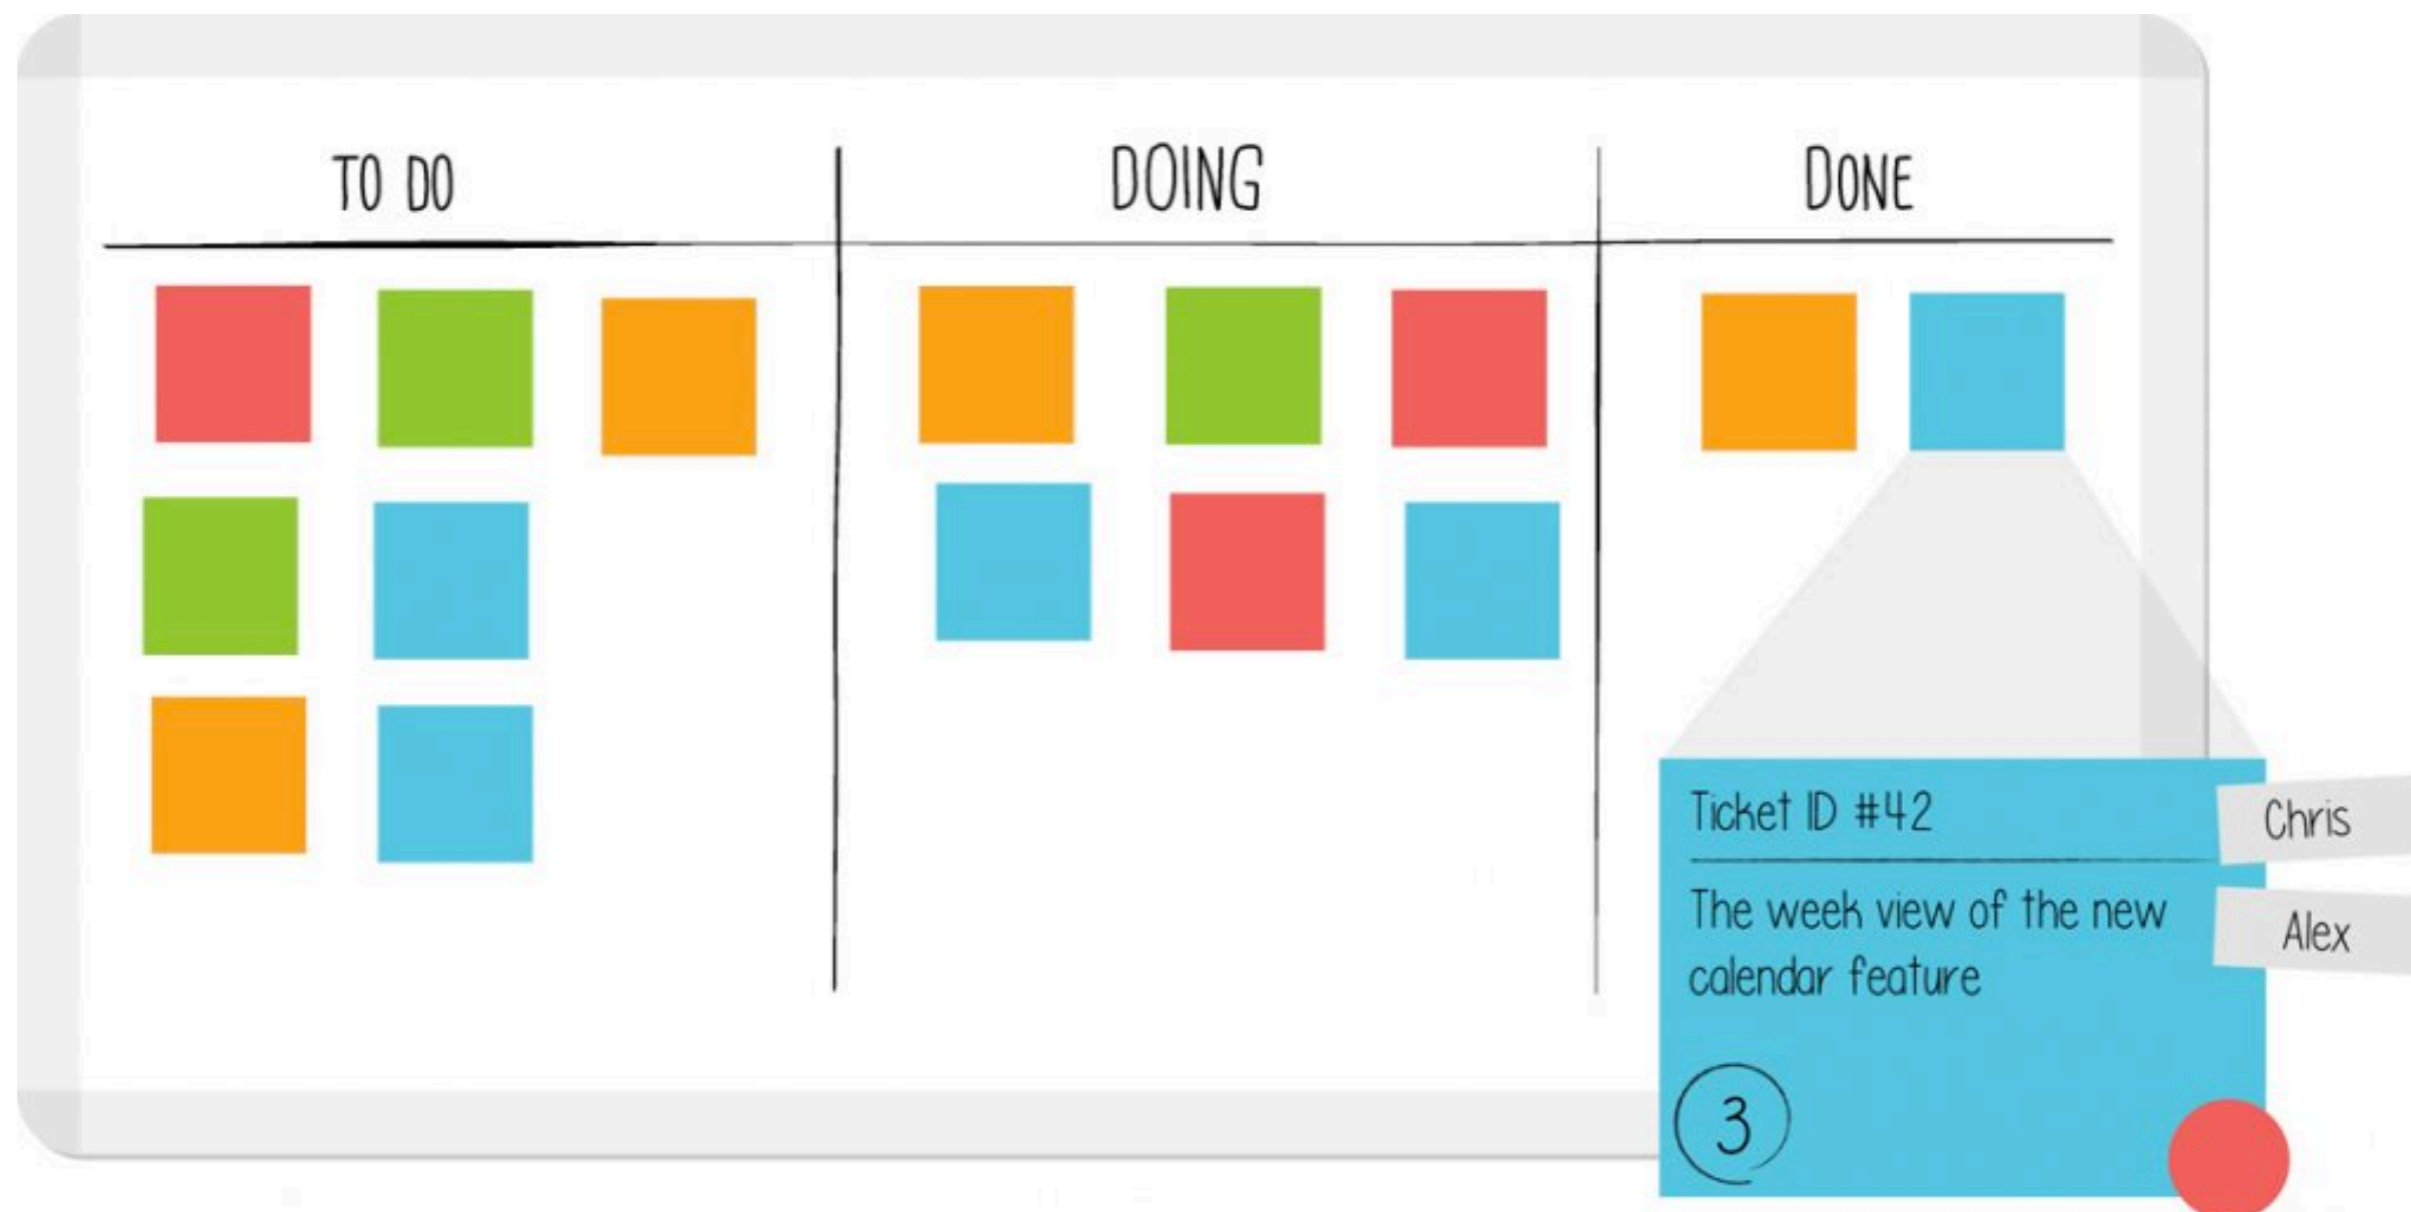 TO DO
DOING
DONE
Ticket ID #42
Chris
The week view of the new
calendar feature
Alex
3